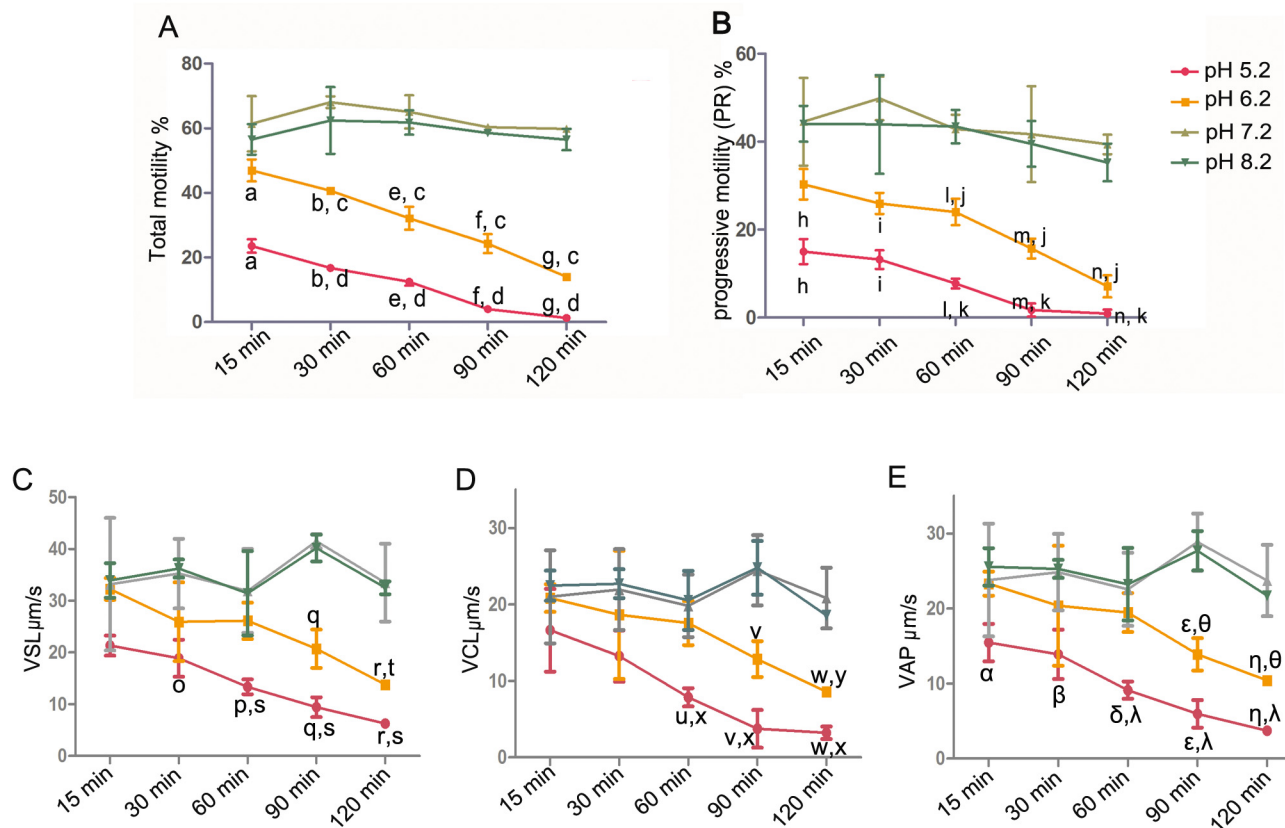 A
Total motility %
80
60
40
20
0
a
b, c
e, c
f, c
g, c
a
b, d
e, d
f, d
g, d
15 min
30 min
60 min
90 min
120 min
B
progressive motility (PR) %
60
40
20
0
h
i
l, j
m, j
n, j
h
i
l, k
m, k
n, k
15 min
30 min
60 min
90 min
120 min
pH 5.2
pH 6.2
pH 7.2
pH 8.2
C
VSLμm/s
50
40
30
20
10
0
q
r,t
o
p,s
q,s
r,s
15 min
30 min
60 min
90 min
120 min
D
VCLμm/s
30
20
10
0
v
w,y
u,x
v,x
w,x
15 min
30 min
60 min
90 min
120 min
E
VAP μm/s
30
20
10
0
ε,θ
η,θ
α
β
δ,λ
ε,λ
η,λ
15 min
30 min
60 min
90 min
120 min